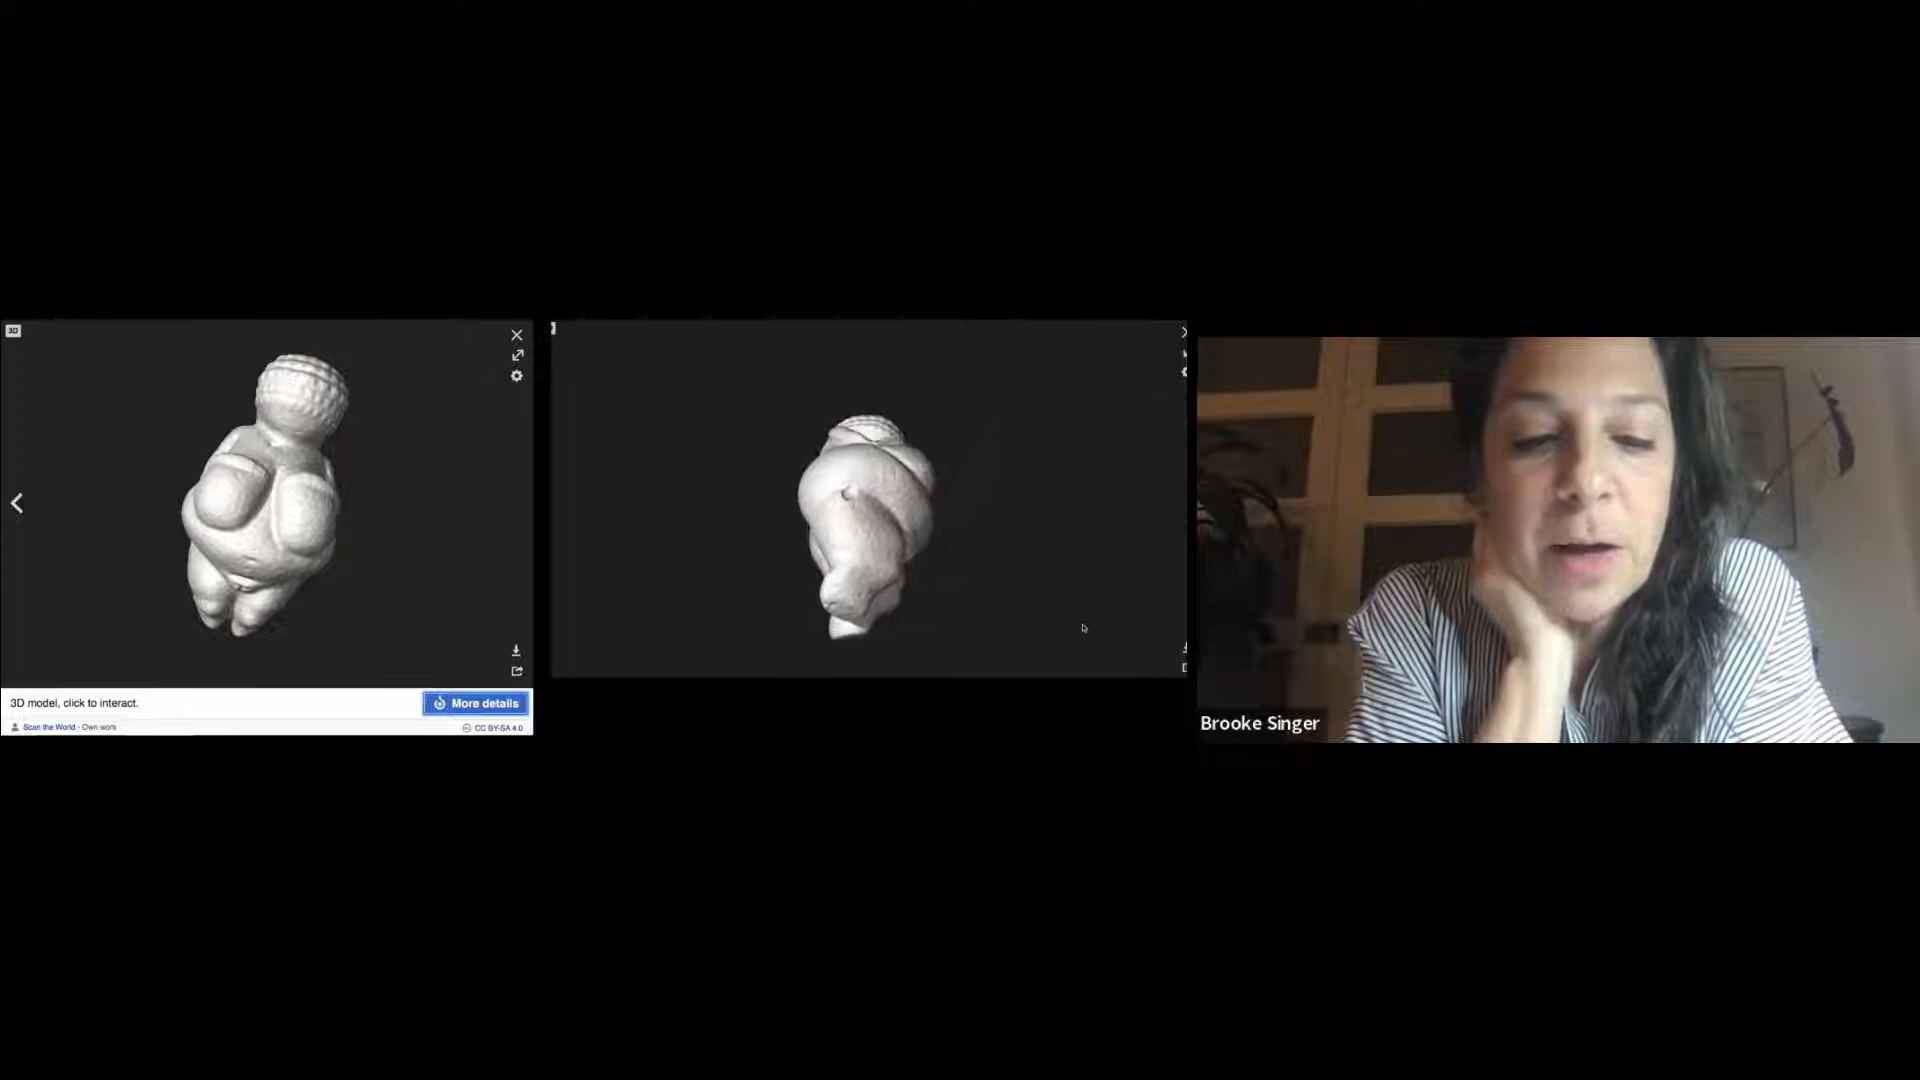 3D
3D model, click to interact.
More details
Scan the World - Own work
CC BY-SA 4.0
Brooke Singer